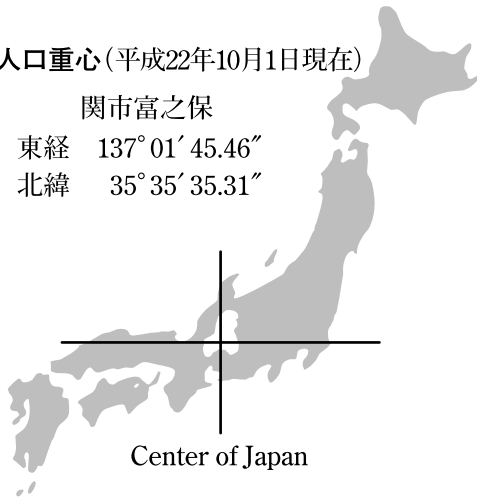 人口重心（平成22年10月1日現在）
関市富之保
東経 137°01′45.46″
北緯 35°35′35.31″
Center of Japan